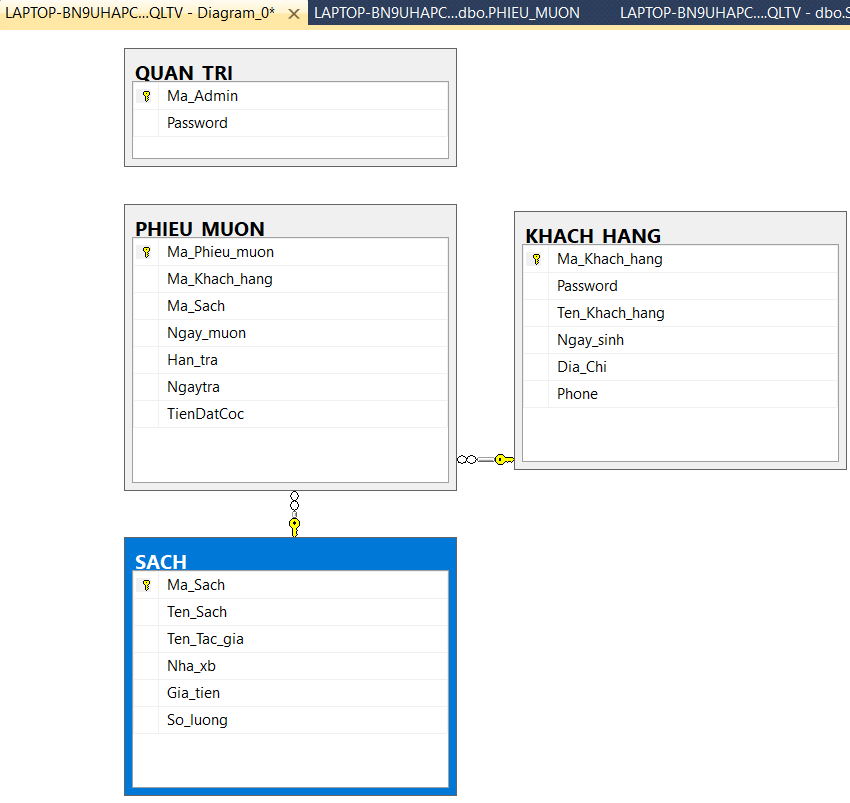 LAPTOP-BN9UHAPC...QLTV - Diagram_0* LAPTOP-BN9UHAPC...dbo.PHIEU_MUON LAPTOP-BN9UHAPC....QLTV - dbo.S
QUAN_TRI
Ma_Admin
Password
PHIEU_MUON
Ma_Phieu_muon
Ma_Khach_hang
Ma_Sach
Ngay_muon
Han_tra
Ngaytra
TienDatCoc
KHACH_HANG
Ma_Khach_hang
Password
Ten_Khach_hang
Ngay_sinh
Dia_Chi
Phone
SACH
Ma_Sach
Ten_Sach
Ten_Tac_gia
Nha_xb
Gia_tien
So_luong